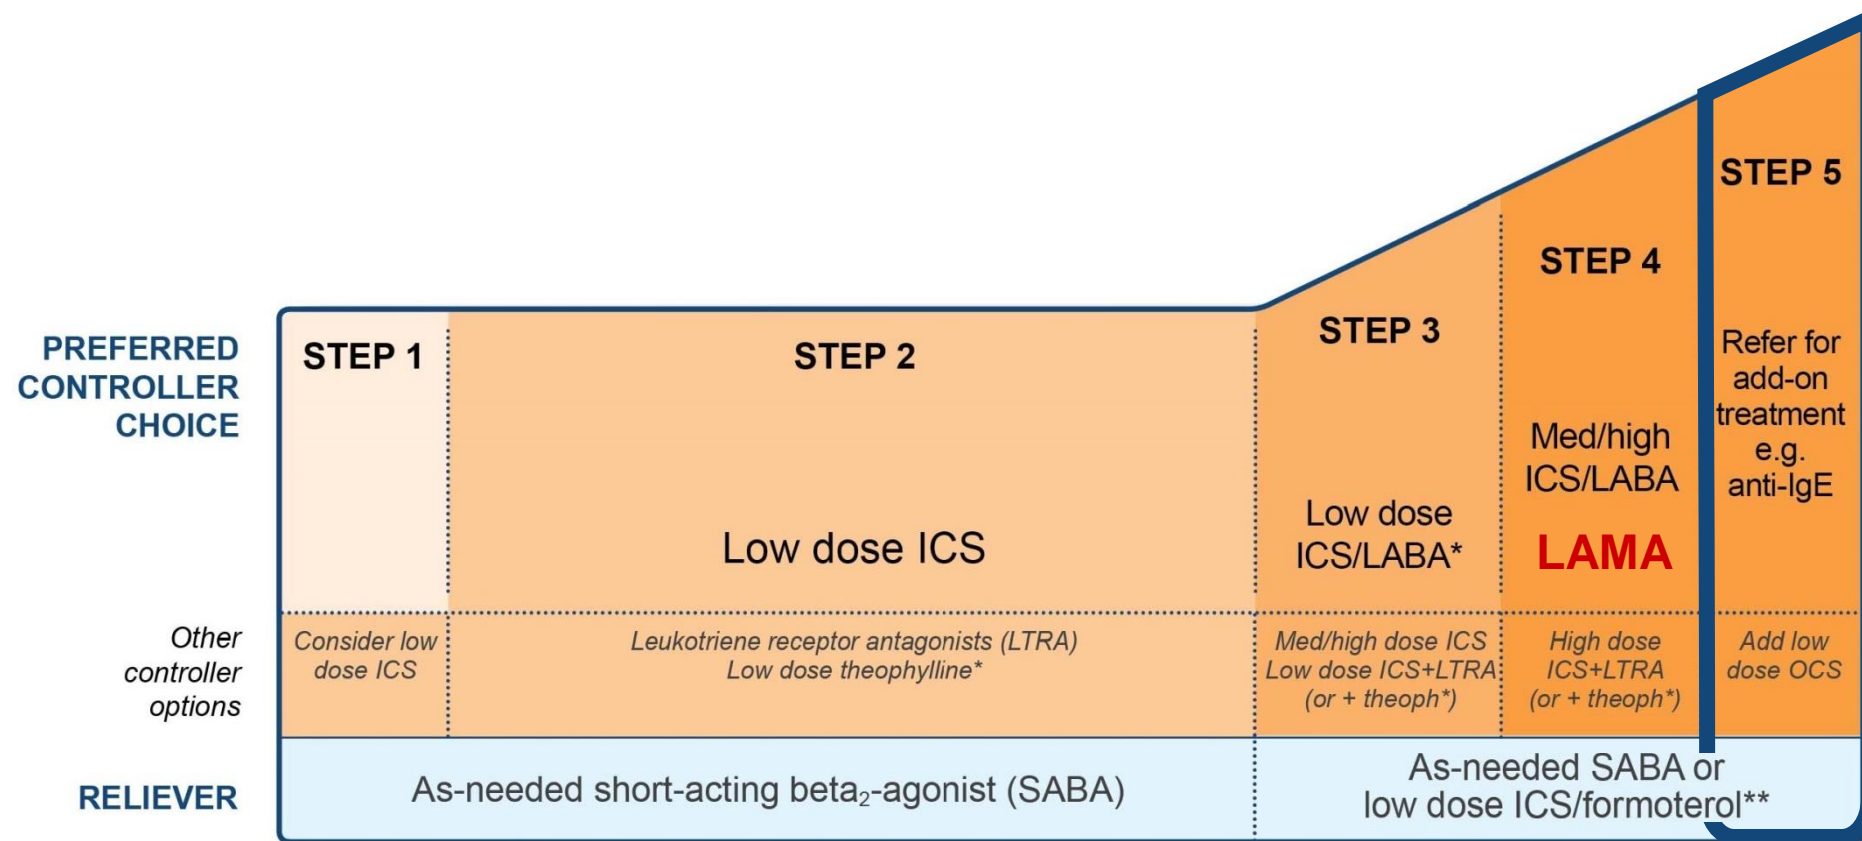 PREFERRED
CONTROLLER
CHOICE
STEP 1
STEP 2
Low dose ICS
STEP 3
Low dose
ICS/LABA*
STEP 4
Med/high
ICS/LABA
LAMA
STEP 5
Refer for
add-on
treatment
e.g.
anti-IgE
Other
controller
options
Consider low
dose ICS
Leukotriene receptor antagonists (LTRA)
Low dose theophylline*
Med/high dose ICS
Low dose ICS+LTRA
(or + theoph*)
High dose
ICS+LTRA
(or + theoph*)
Add low
dose OCS
RELIEVER
As-needed short-acting beta₂-agonist (SABA)
As-needed SABA or
low dose ICS/formoterol**